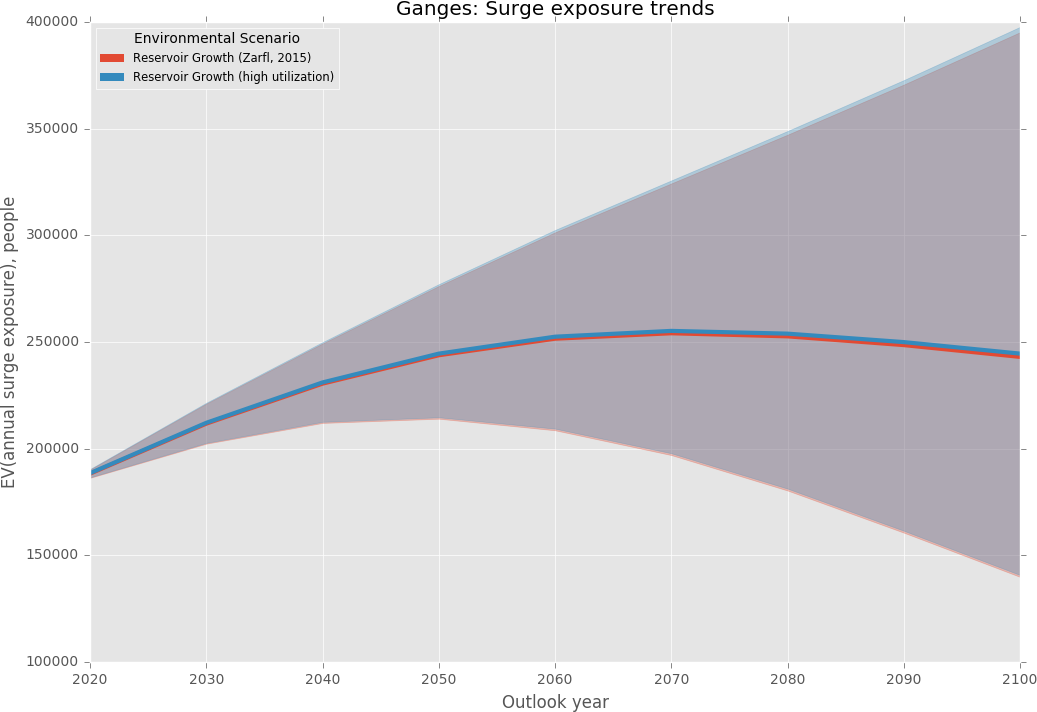 Ganges: Surge exposure trends
400000
350000
300000
250000
200000
150000
100000
EV(annual surge exposure), people
Environmental Scenario
Reservoir Growth (Zarfl, 2015)
Reservoir Growth (high utilization)
2020 2030 2040 2050 2060 2070 2080 2090 2100
Outlook year